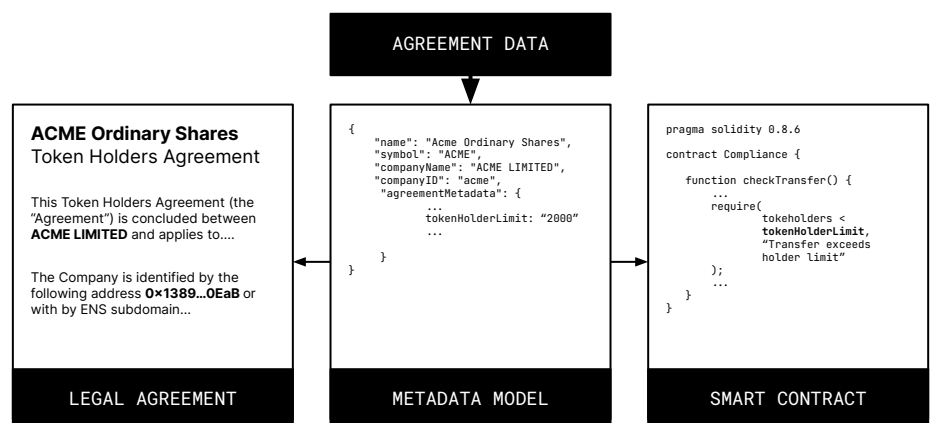 AGREEMENT DATA
ACME Ordinary Shares
Token Holders Agreement
This Token Holders Agreement (the
“Agreement”) is concluded between
ACME LIMITED and applies to....
The Company is identified by the
following address 0×1389...0EaB or
with by ENS subdomain...
LEGAL AGREEMENT
{
"name": "Acme Ordinary Shares",
"symbol": "ACME",
"companyName": "ACME LIMITED",
"companyID": "acme",
"agreementMetadata": {
...
tokenHolderLimit: “2000”
...
}
}
METADATA MODEL
pragma solidity 0.8.6
contract Compliance {
function checkTransfer() {
...
require(
tokeholders <
tokenHolderLimit,
“Transfer exceeds
holder limit”
);
...
}
}
SMART CONTRACT